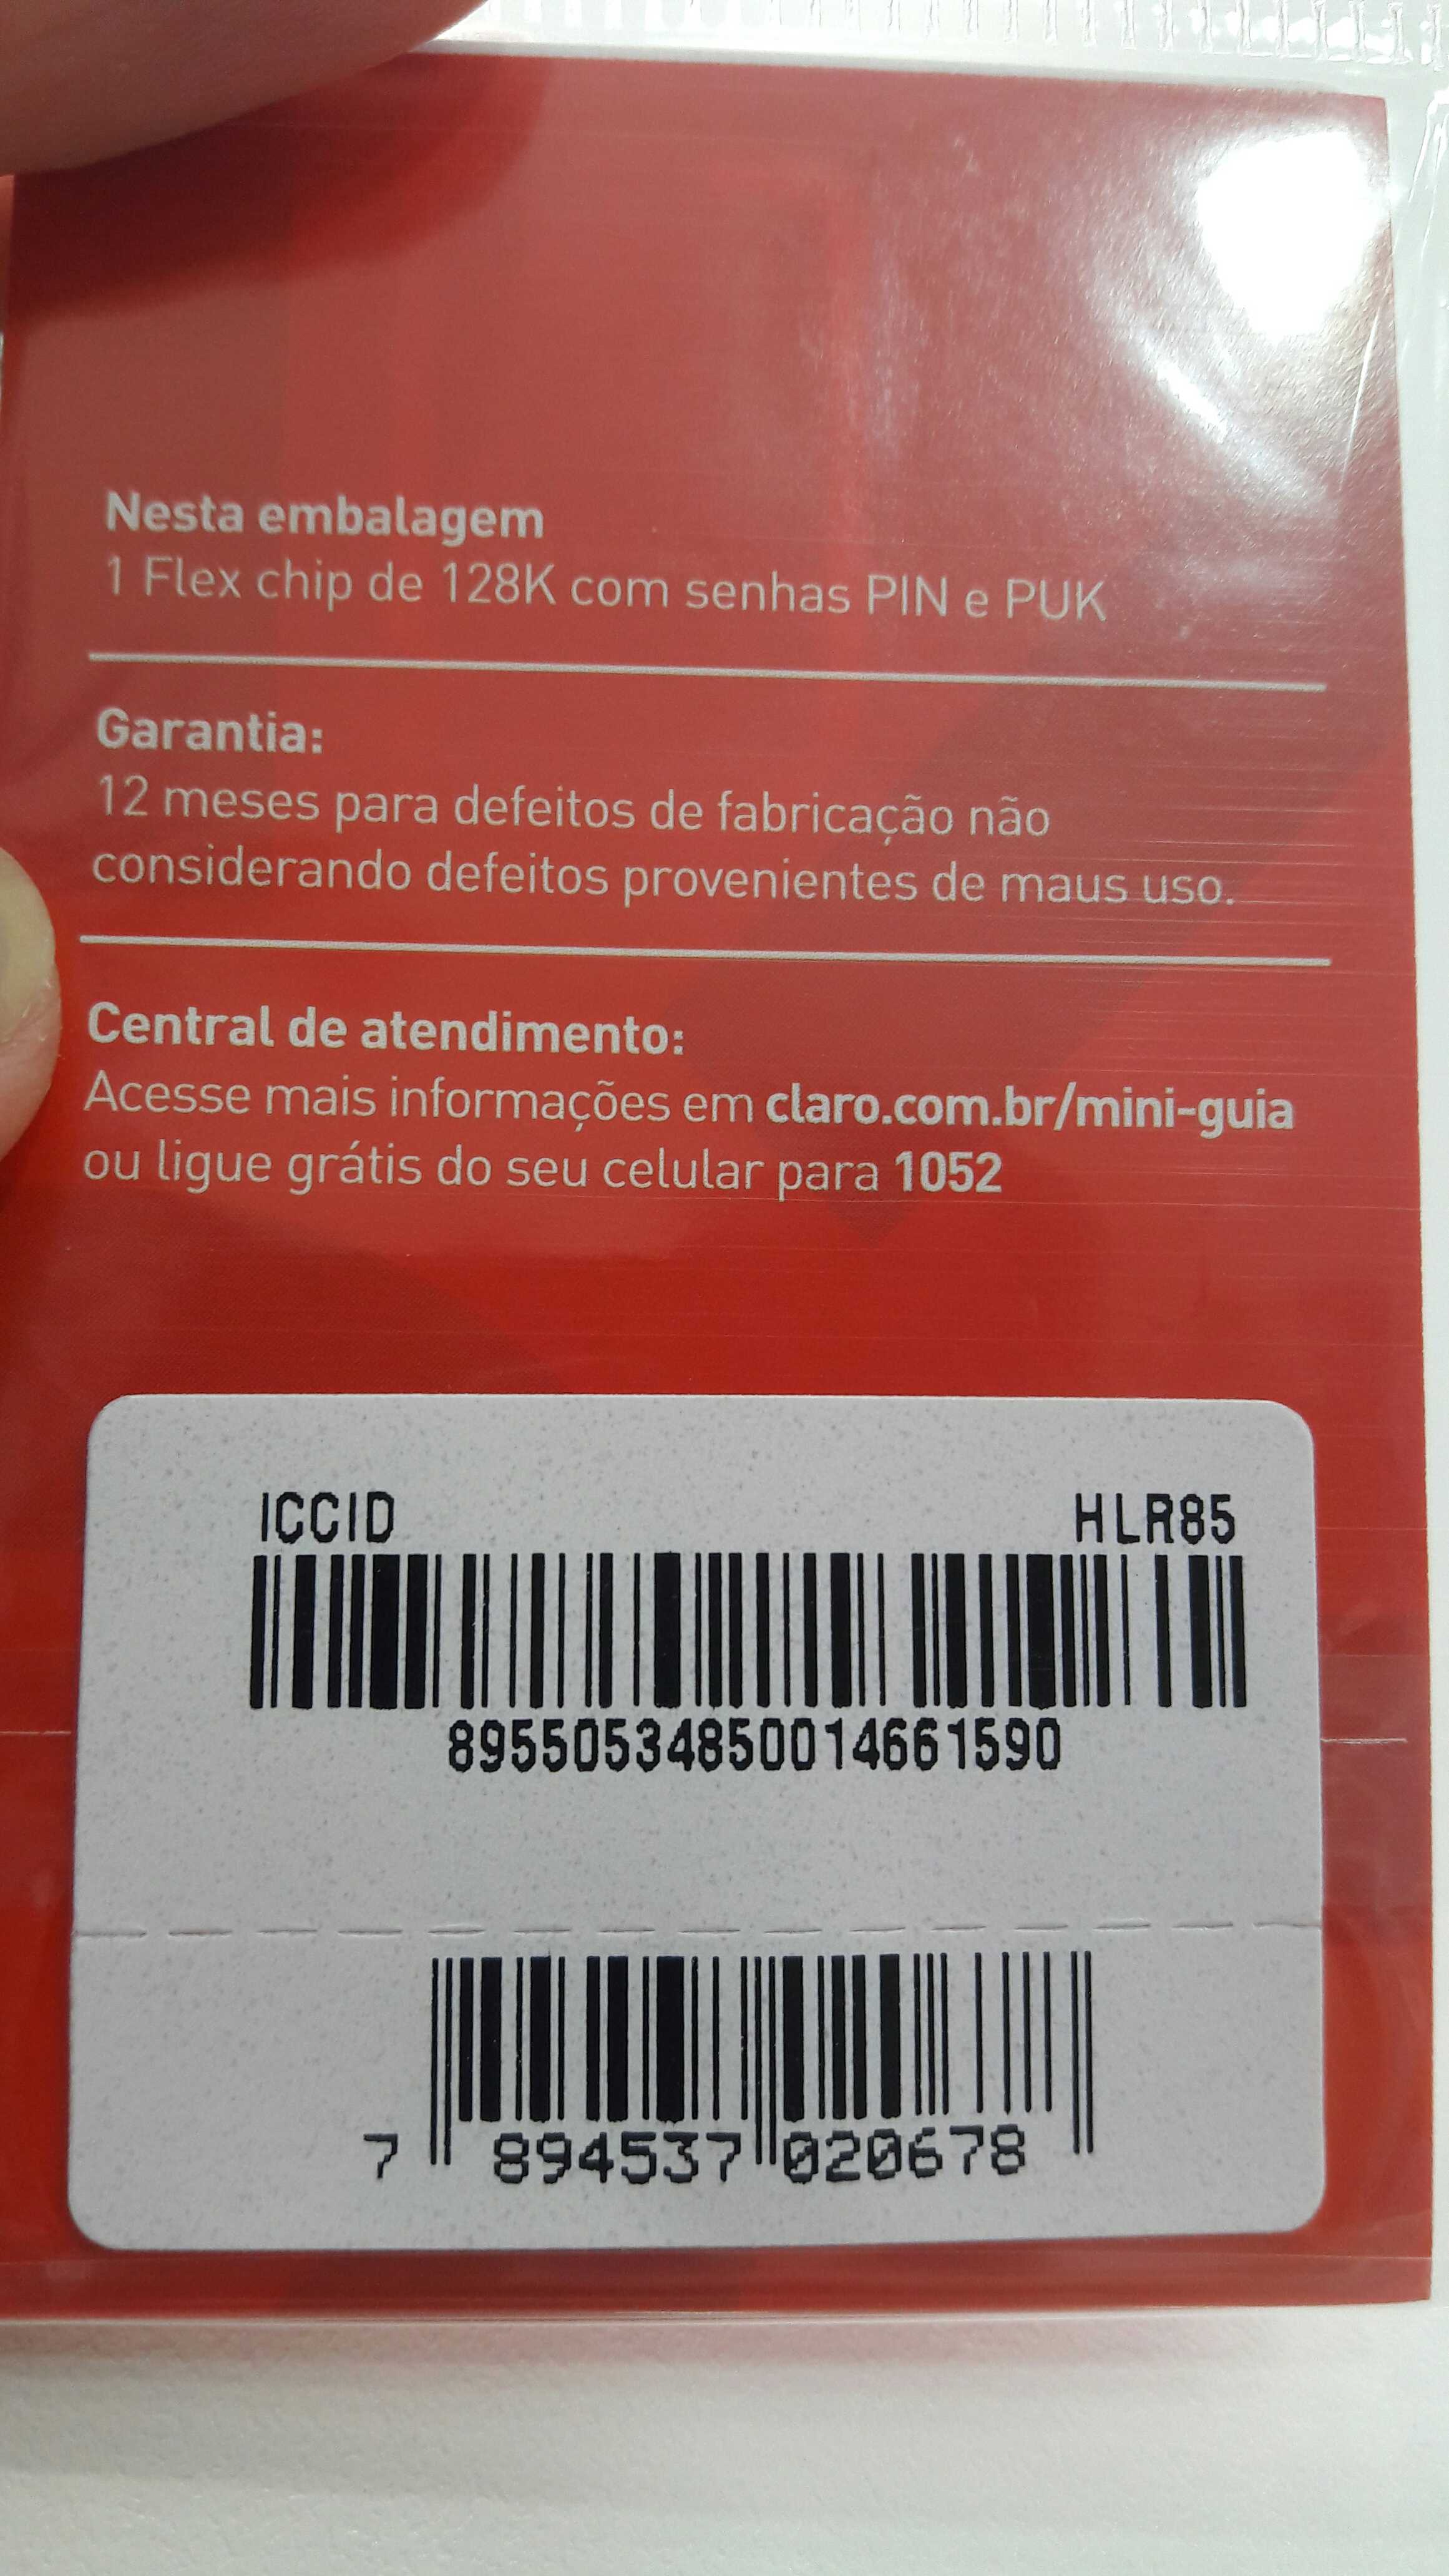 Nesta embalagem
1 Flex chip de 128K com senhas PIN e PUK
Garantia:
12 meses para defeitos de fabricação não
considerando defeitos provenientes de maus uso.
Central de atendimento:
Acesse mais informações em claro.com.br/mini-guia
ou ligue grátis do seu celular para 1052
ICCID HLR85
89550534850014661590
7 894537 020678